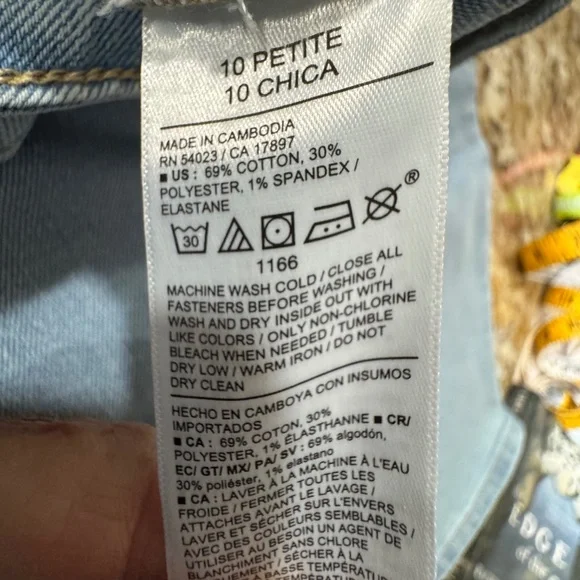 10 PETITE
10 CHICA
MADE IN CAMBODIA
RN 54023 / CA 17897
■ US : 69% COTTON, 30%
POLYESTER, 1% SPANDEX /
ELASTANE
30
®
1166
MACHINE WASH COLD / CLOSE ALL
FASTENERS BEFORE WASHING /
WASH AND DRY INSIDE OUT WITH
LIKE COLORS / ONLY NON-CHLORINE
BLEACH WHEN NEEDED / TUMBLE
DRY LOW / WARM IRON / DO NOT
DRY CLEAN
HECHO EN CAMBOYA CON INSUMOS
IMPORTADOS
■ CA : 69% COTON, 30%
POLYESTER, 1% ÉLASTHANNE ■ CR/
EC/ GT/ MX/ PA/ SV : 69% algodón,
30% poliéster, 1% elastano
■ CA : LAVER À LA MACHINE À L'EAU
FROIDE / FERMER TOUTES LES
ATTACHES AVANT LE LAVAGE /
LAVER ET SÉCHER SUR L'ENVERS
AVEC DES COULEURS SEMBLABLES /
UTILISER AU BESOIN UN AGENT DE
BLANCHIMENT SANS CHLORE
EDGE